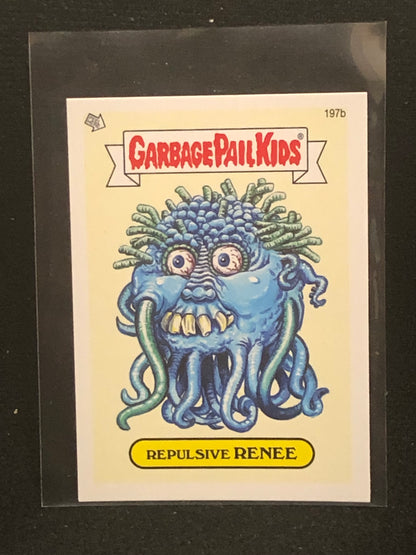 197b
GARBAGE PAIL KIDS®
REPULSIVE RENEE